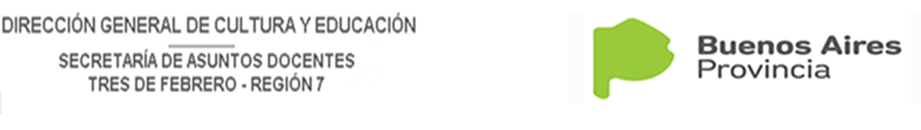 DIRECCIÓN GENERAL DE CULTURA Y EDUCACIÓN
SECRETARÍA DE ASUNTOS DOCENTES
TRES DE FEBRERO - REGIÓN 7
Buenos Aires
Provincia